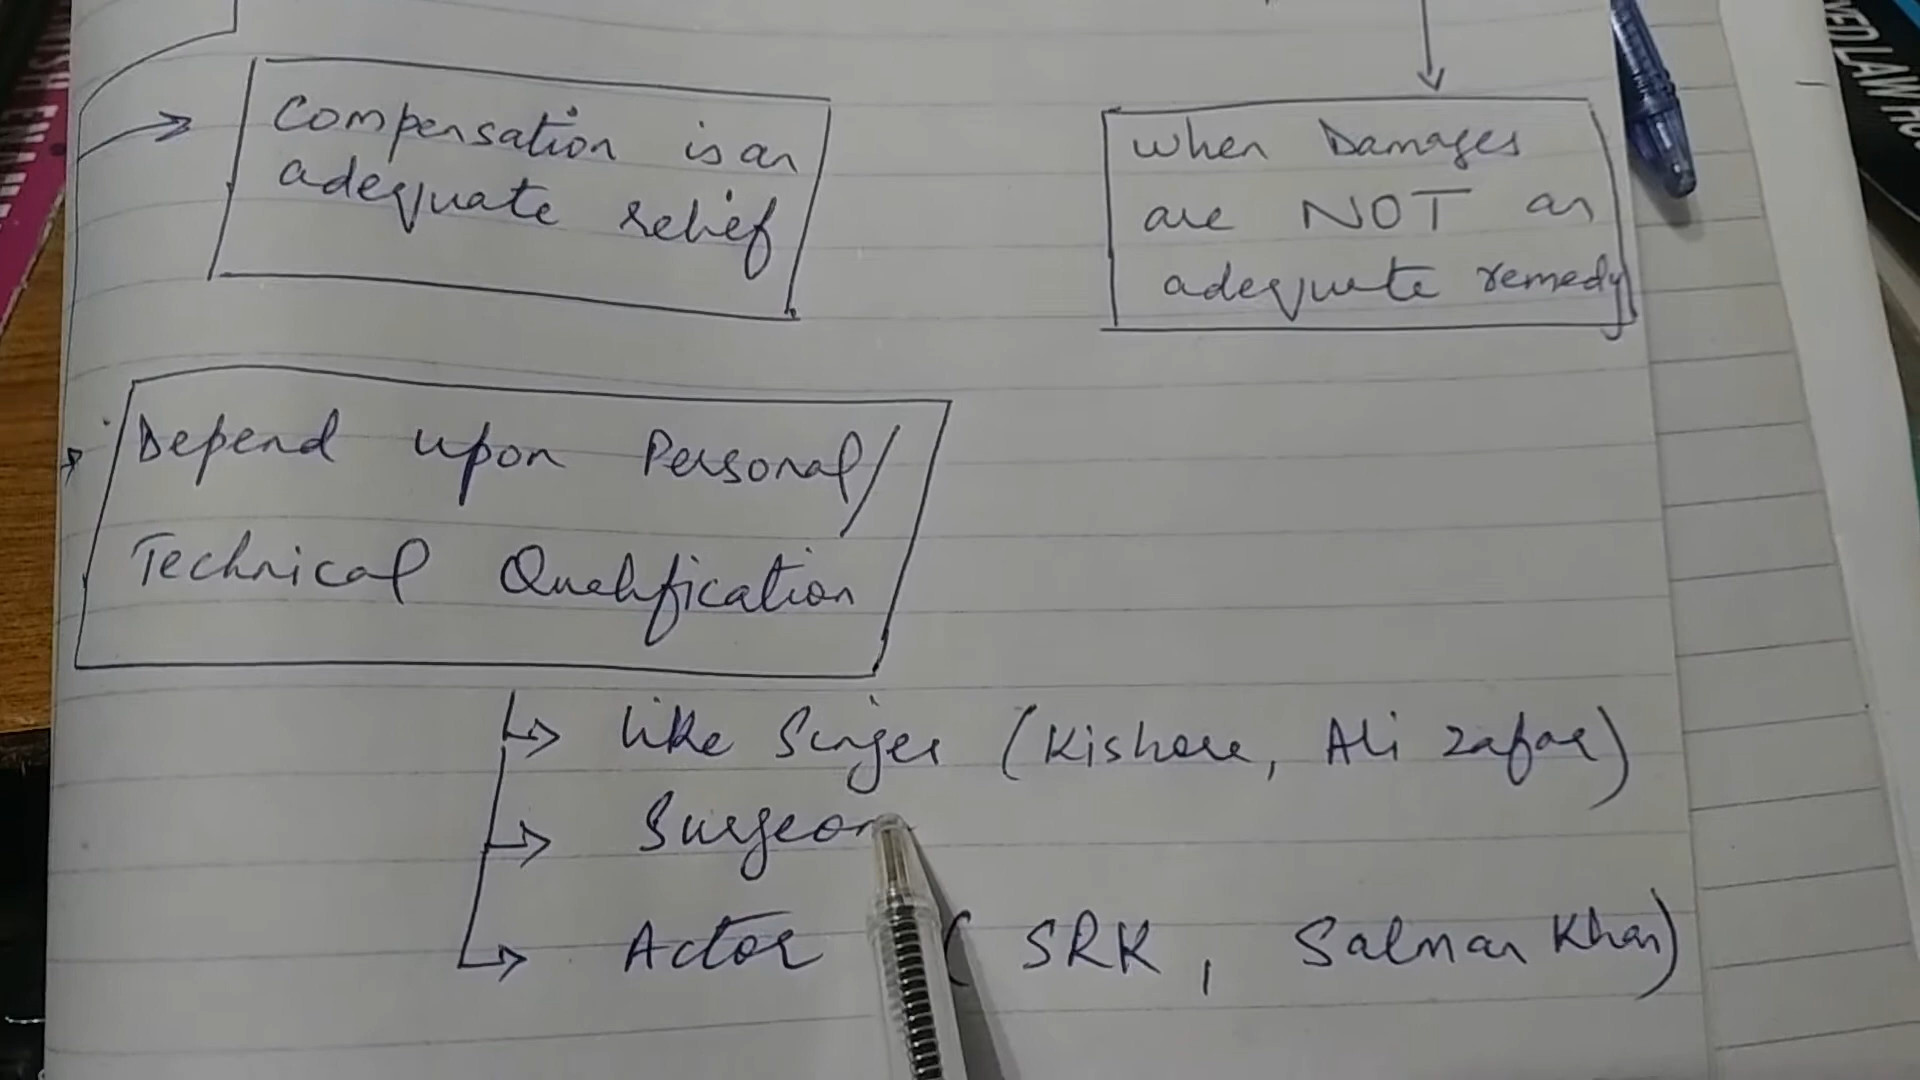 Compensation is an
adequate relief
When Damages
are NOT an
adequate remedy
Depend upon Personal/
Technical Qualification
like Singer (Kishore, Ali Zafar)
Surgeon
Actor ( SRK, Salman Khan)